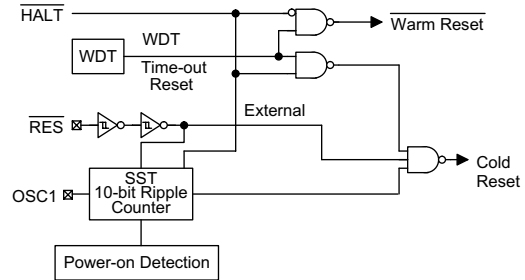 HALT
WDT
Warm Reset
WDT
Time-out
Reset
RES
External
SST
10-bit Ripple
Counter
OSC1
Cold
Reset
Power-on Detection